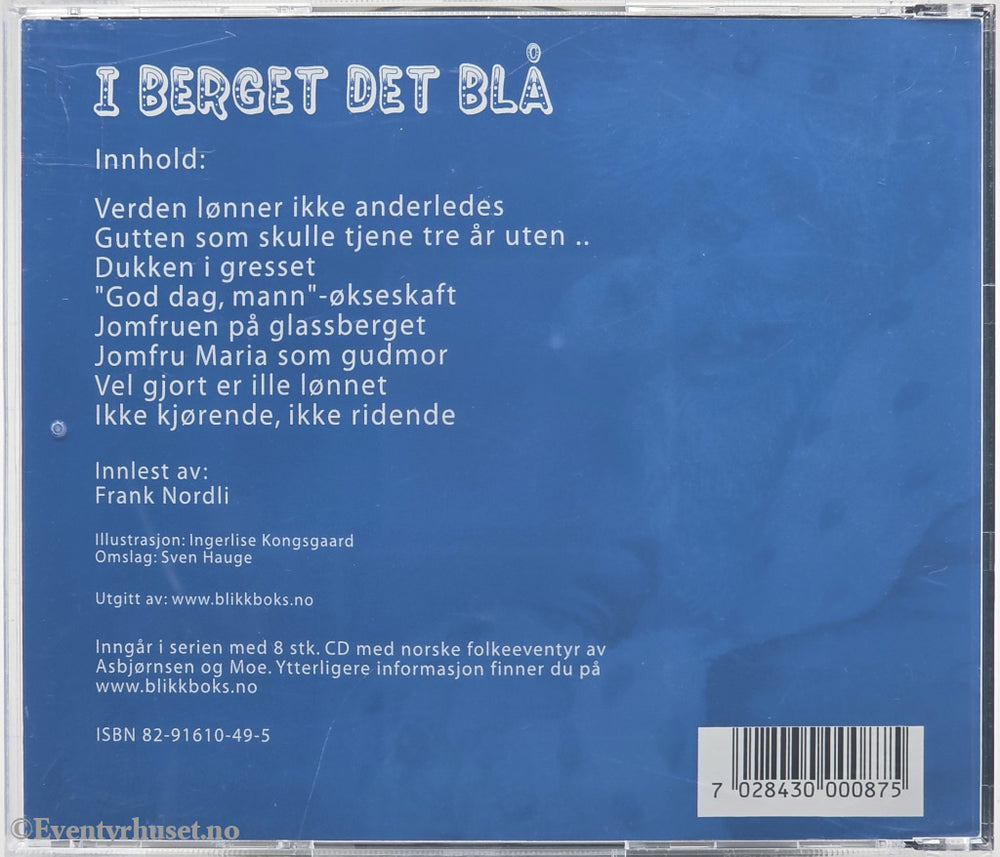 I BERGET DET BLÅ
Innhold:
Verden lønner ikke anderledes
Gutten som skulle tjene tre år uten ..
Dukken i gresset
"God dag, mann"-økseskaft
Jomfruen på glassberget
Jomfru Maria som gudmor
Vel gjort er ille lønnet
Ikke kjørende, ikke ridende
Innlest av:
Frank Nordli
Illustrasjon: Ingerlise Kongsgaard
Omslag: Sven Hauge
Utgitt av: www.blikkboks.no
Inngår i serien med 8 stk. CD med norske folkeeventyr av
Asbjørnsen og Moe. Ytterligere informasjon finner du på
www.blikkboks.no
ISBN 82-91610-49-5
7 028430 000875
©Eventyrhuset.no